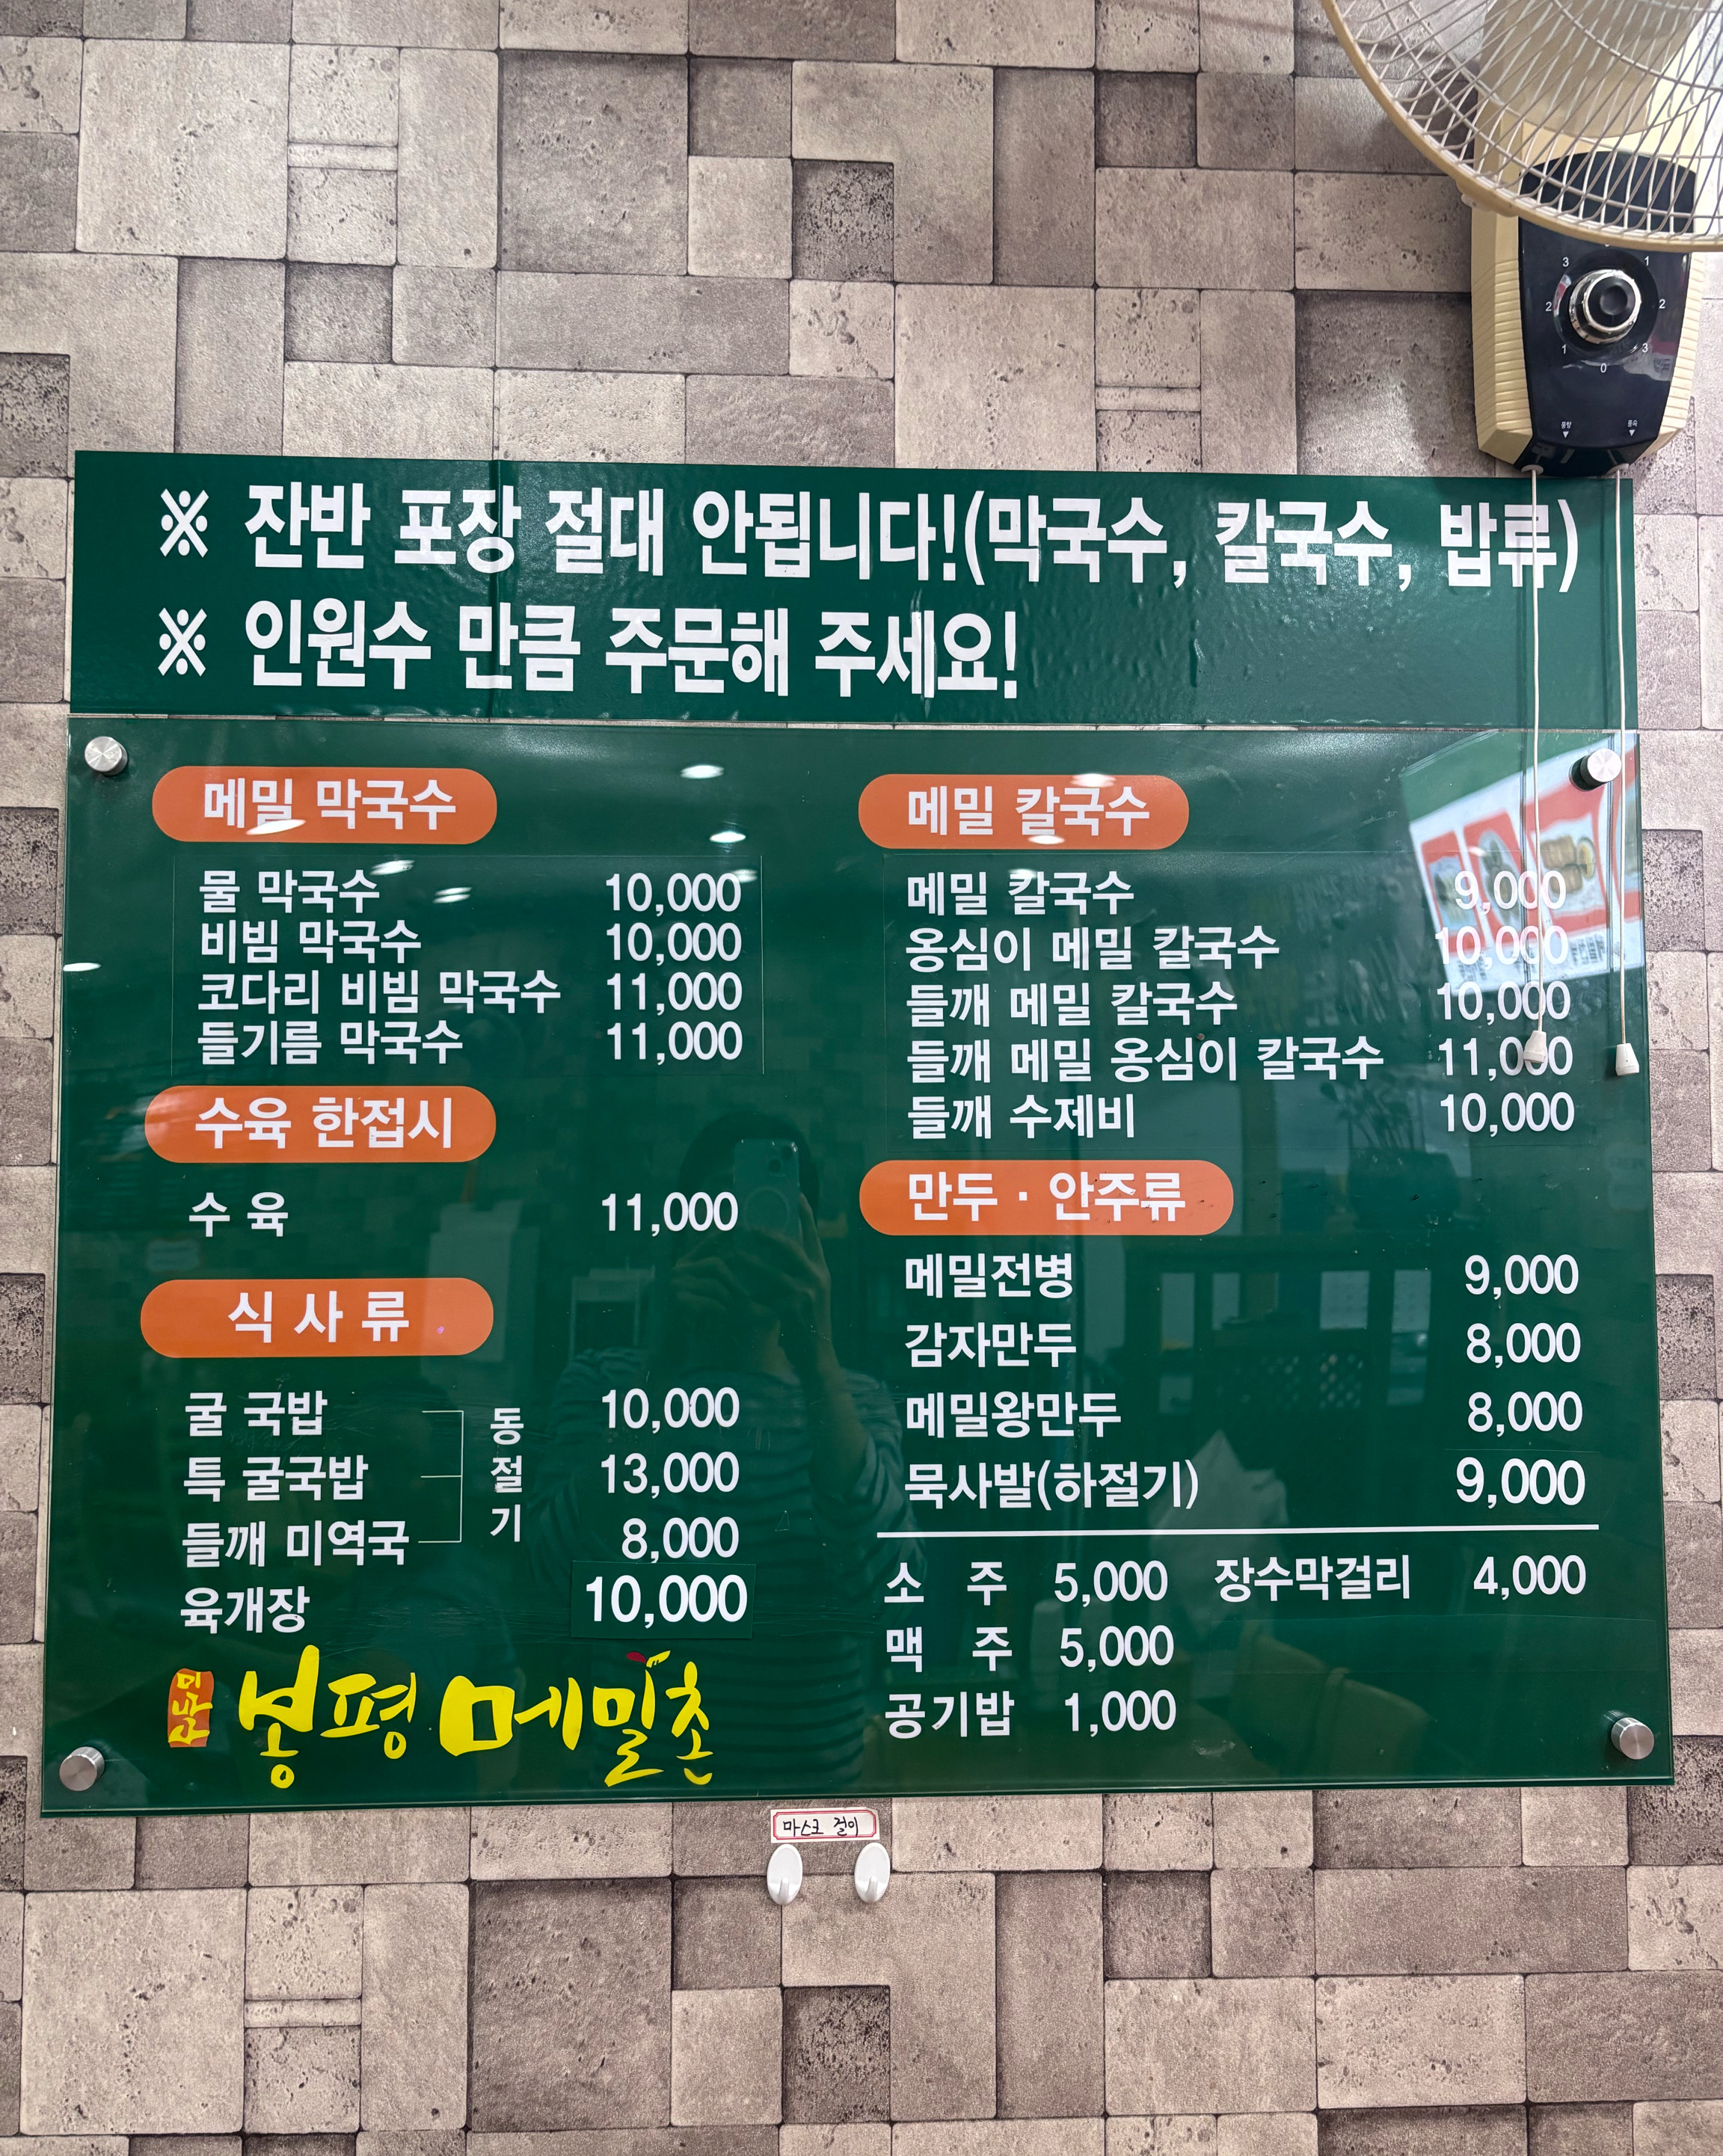 ※ 잔반 포장 절대 안됩니다!(막국수, 칼국수, 밥류)
※ 인원수 만큼 주문해 주세요!
메밀 막국수
물 막국수 10,000
비빔 막국수 10,000
코다리 비빔 막국수 11,000
들기름 막국수 11,000
수육 한접시
수 육 11,000
식 사 류
굴 국밥 10,000
특 굴국밥 13,000
들깨 미역국 8,000
동절기
육개장 10,000
봉평 메밀촌
메밀 칼국수
메밀 칼국수 9,000
옹심이 메밀 칼국수 10,000
들깨 메밀 칼국수 10,000
들깨 메밀 옹심이 칼국수 11,000
들깨 수제비 10,000
만두 · 안주류
메밀전병 9,000
감자만두 8,000
메밀왕만두 8,000
묵사발(하절기) 9,000
소 주 5,000 장수막걸리 4,000
맥 주 5,000
공기밥 1,000
마스크 걸이
3 1
2 2
1 3
0